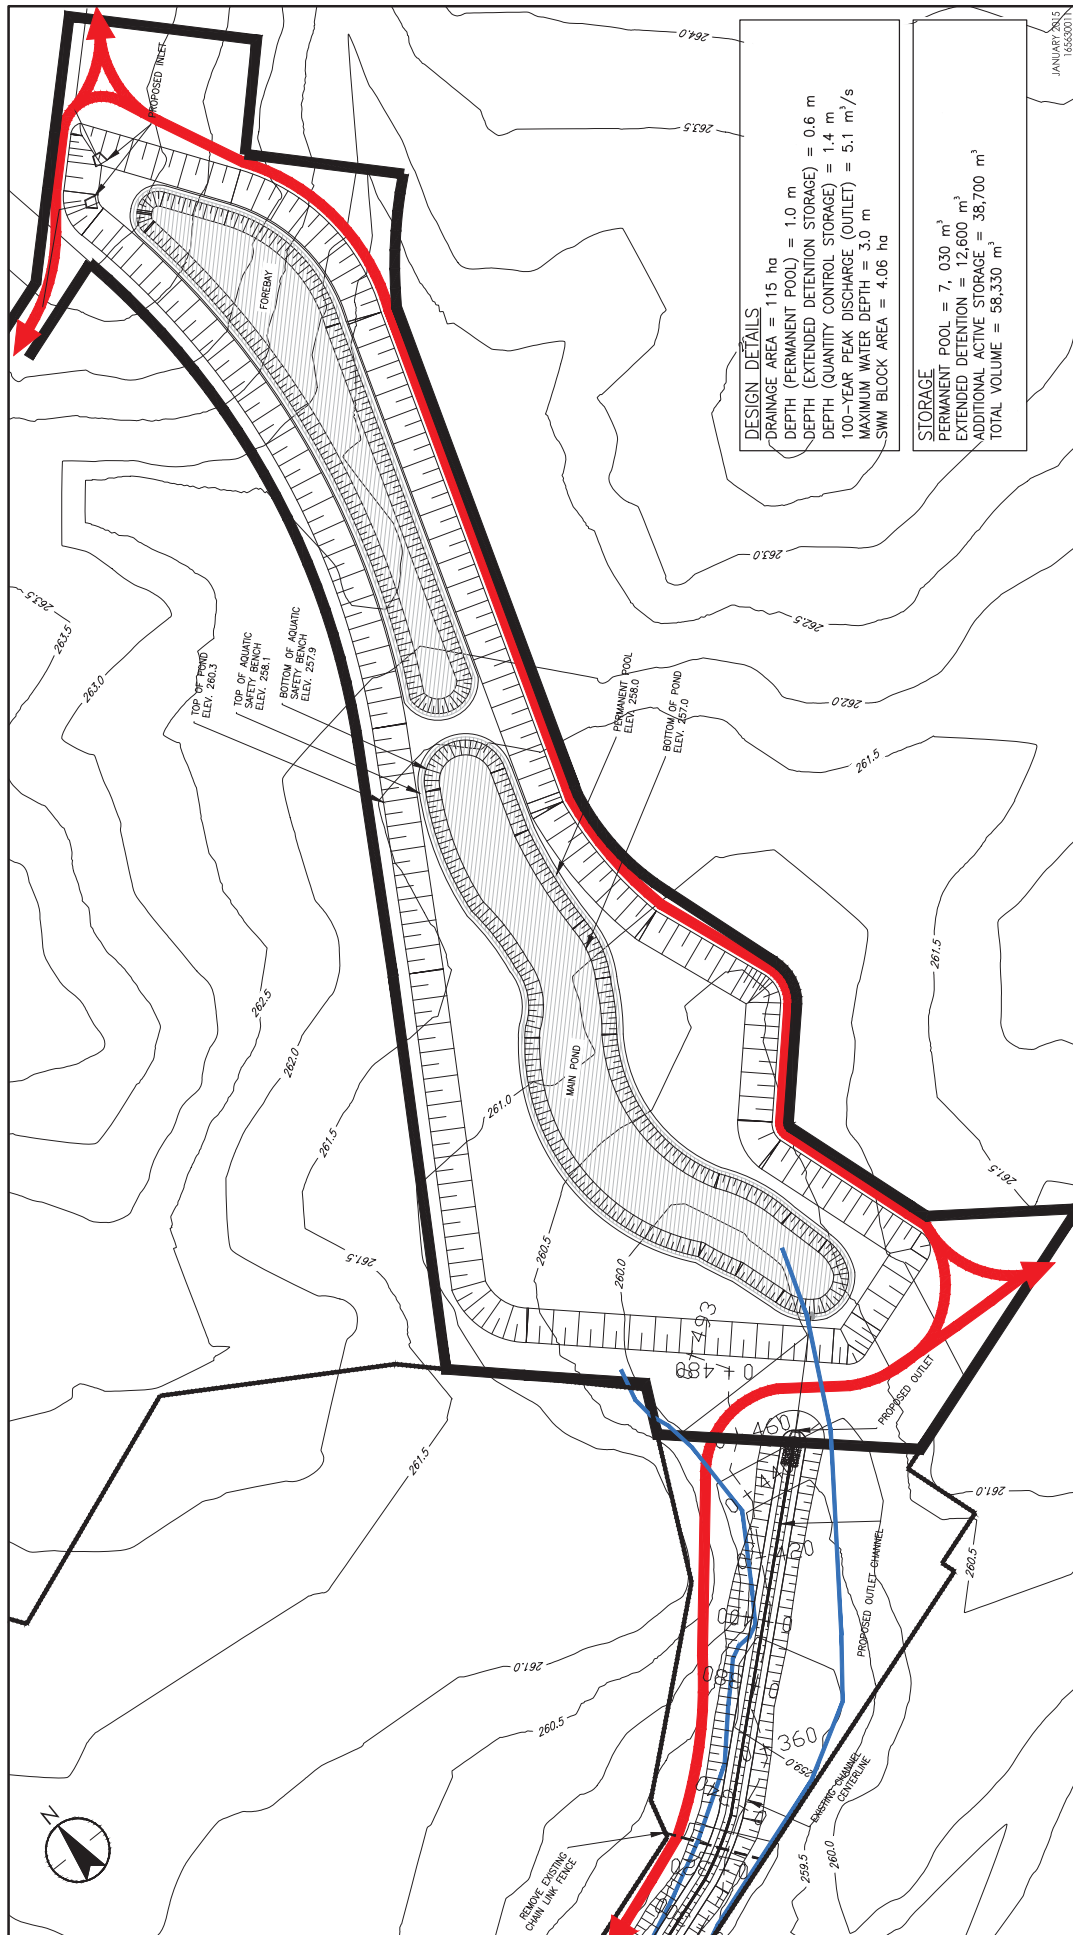 JANUARY 2015
165630011
DESIGN DETAILS
DRAINAGE AREA = 115 ha
DEPTH (PERMANENT POOL) = 1.0 m
DEPTH (EXTENDED DETENTION STORAGE) = 0.6 m
DEPTH (QUANTITY CONTROL STORAGE) = 1.4 m
100-YEAR PEAK DISCHARGE (OUTLET) = 5.1 m³/s
MAXIMUM WATER DEPTH = 3.0 m
SWM BLOCK AREA = 4.06 ha
STORAGE
PERMANENT POOL = 7, 030 m³
EXTENDED DETENTION = 12,600 m³
ADDITIONAL ACTIVE STORAGE = 38,700 m³
TOTAL VOLUME = 58,330 m³
PROPOSED INLET
FOREBAY
TOP OF POND
ELEV. 260.3
TOP OF AQUATIC
SAFETY BENCH
ELEV. 258.1
BOTTOM OF AQUATIC
SAFETY BENCH
ELEV. 257.9
PERMANENT POOL
ELEV. 258.0
BOTTOM OF POND
ELEV. 257.0
MAIN POND
PROPOSED OUTLET
PROPOSED OUTLET CHANNEL
EXISTING CHANNEL
CENTERLINE
REMOVE EXISTING
CHAIN LINK FENCE
N
264.0
263.5
263.0
262.5
262.0
261.5
261.5
261.5
261.0
260.5
263.5
263.5
263.0
262.5
262.0
261.5
261.5
261.5
261.0
260.5
260.0
261.0
260.5
259.0
259.5
260.0
0+493
0+480
460
420
360